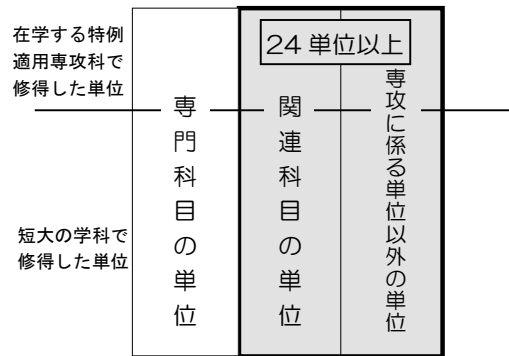 在学する特例
適用専攻科で
修得した単位
短大の学科で
修得した単位
24 単位以上
専門科目の単位
関連科目の単位
専攻に係る単位以外の単位